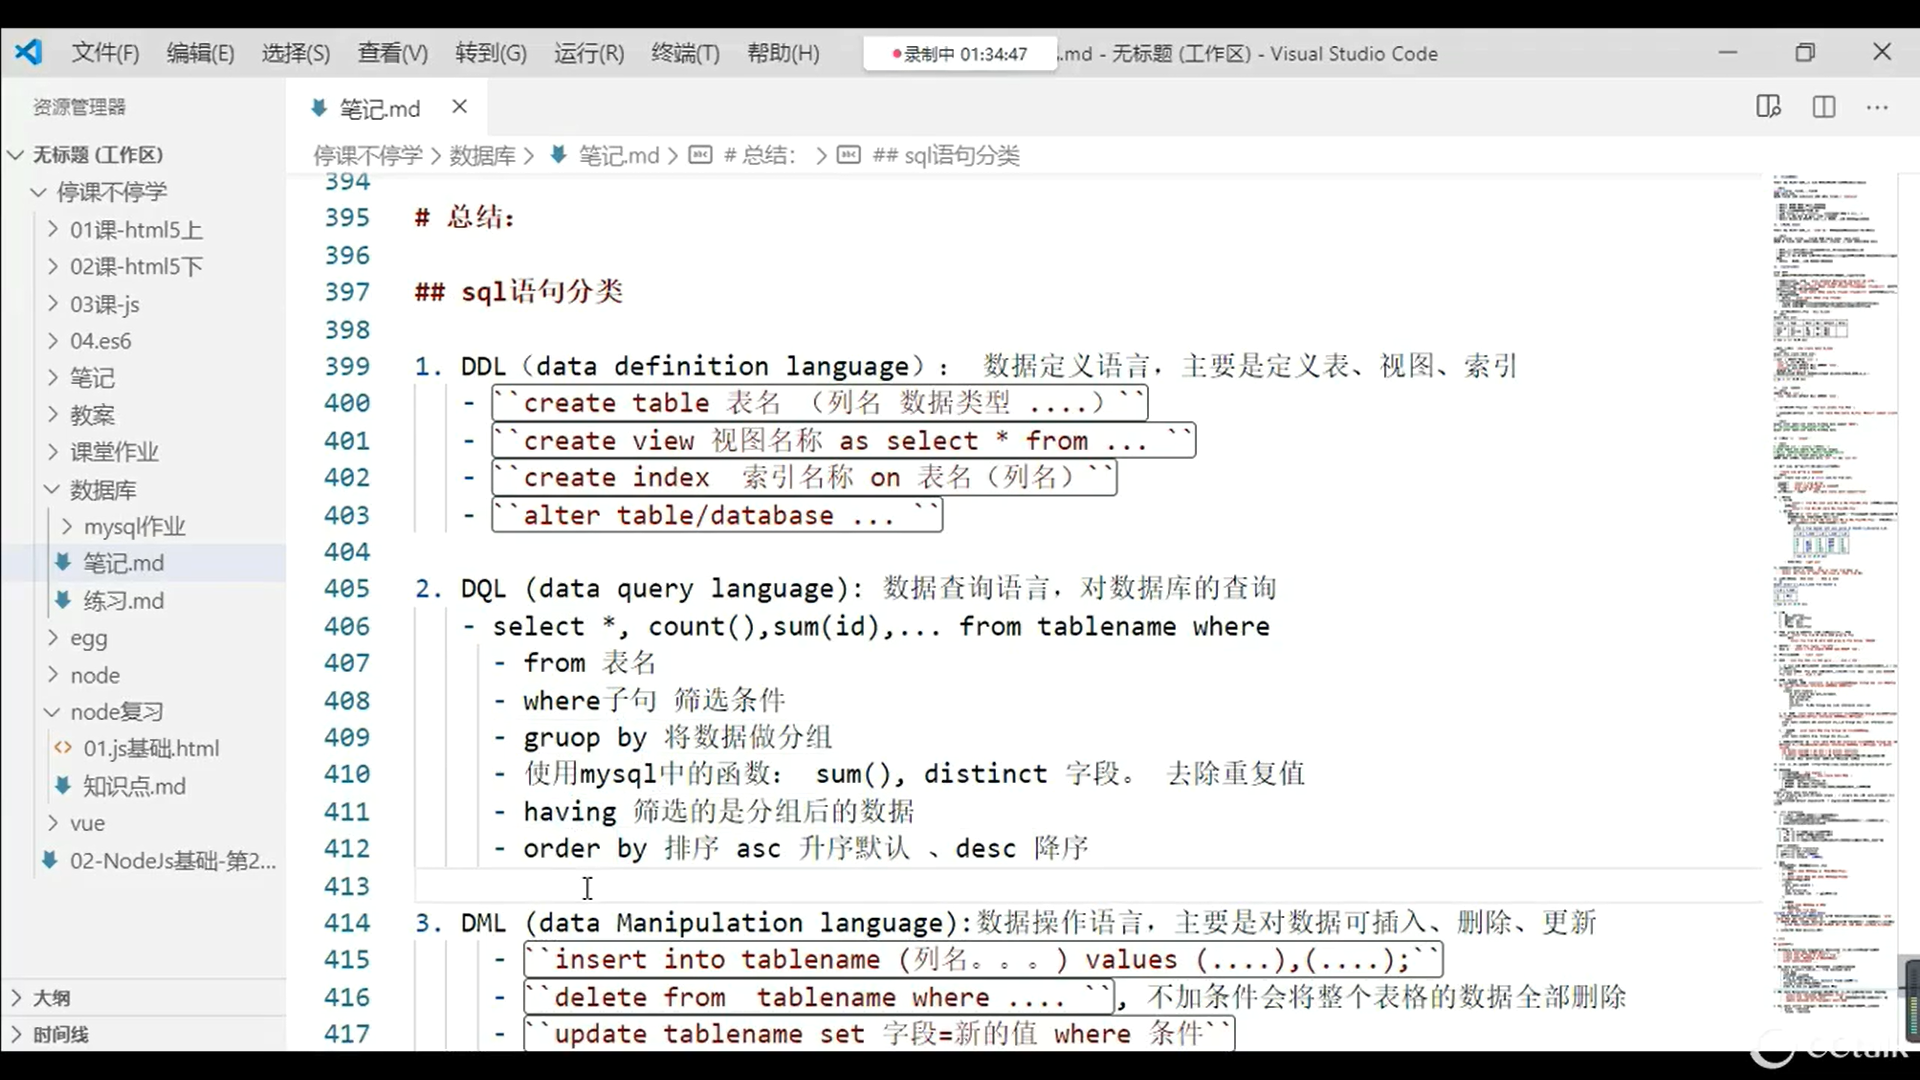 文件(F) 编辑(E) 选择(S) 查看(V) 转到(G) 运行(R) 终端(T) 帮助(H) 录制中 01:34:47 .md - 无标题 (工作区) - Visual Studio Code
资源管理器
笔记.md
无标题 (工作区)
停课不停学 > 数据库 > 笔记.md > # 总结： > ## sql语句分类
停课不停学
01课-html5上
02课-html5下
03课-js
04.es6
笔记
教案
课堂作业
数据库
mysql作业
笔记.md
练习.md
egg
node
node复习
01.js基础.html
知识点.md
vue
02-NodeJs基础-第2...
大纲
时间线
394
395 # 总结：
396
397 ## sql语句分类
398
399 1. DDL（data definition language）： 数据定义语言，主要是定义表、视图、索引
400 - ``create table 表名 （列名 数据类型 ....）``
401 - ``create view 视图名称 as select * from ... ``
402 - ``create index 索引名称 on 表名（列名）``
403 - ``alter table/database ... ``
404
405 2. DQL (data query language): 数据查询语言，对数据库的查询
406 - select *, count(),sum(id),... from tablename where
407 - from 表名
408 - where子句 筛选条件
409 - gruop by 将数据做分组
410 - 使用mysql中的函数： sum(), distinct 字段。 去除重复值
411 - having 筛选的是分组后的数据
412 - order by 排序 asc 升序默认 、desc 降序
413
414 3. DML (data Manipulation language):数据操作语言，主要是对数据可插入、删除、更新
415 - ``insert into tablename (列名。。。) values (....),(....);``
416 - ``delete from tablename where .... ``, 不加条件会将整个表格的数据全部删除
417 - ``update tablename set 字段=新的值 where 条件``
CCtalk